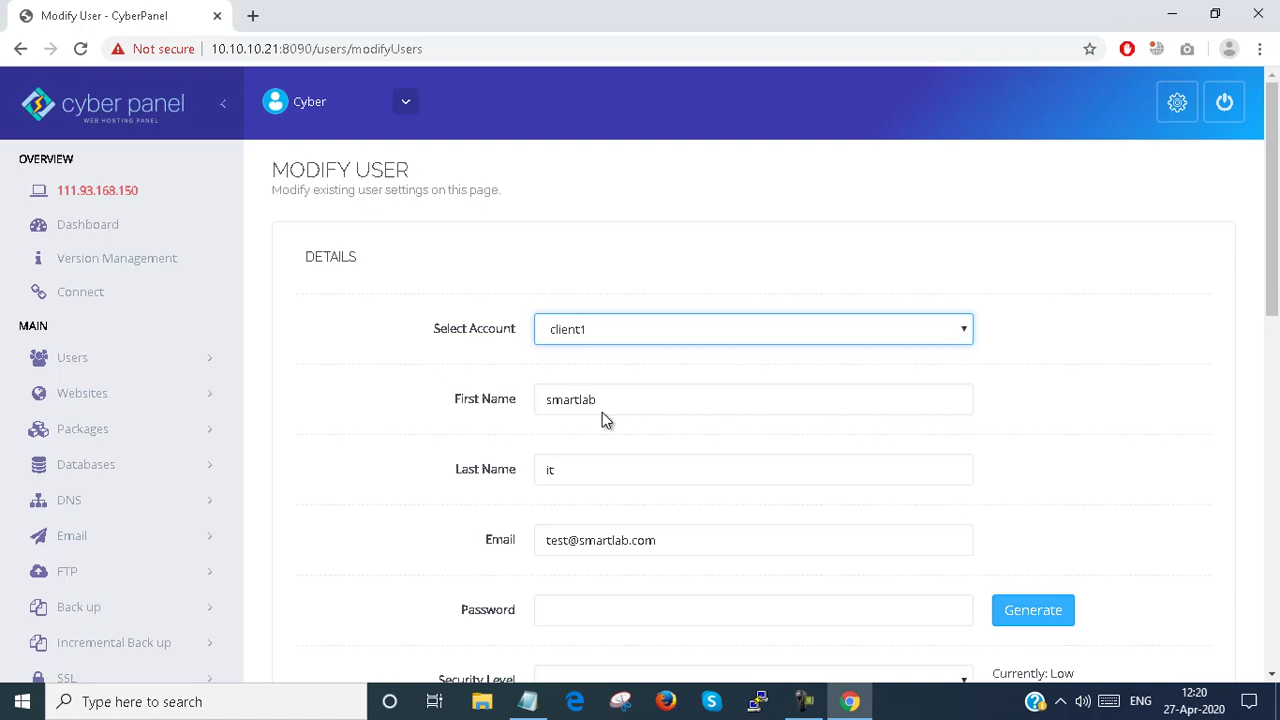 Modify User - CyberPanel
Not secure
10.10.10.21:8090/users/modifyUsers
cyber panel
WEB HOSTING PANEL
Cyber
OVERVIEW
111.93.168.150
Dashboard
Version Management
Connect
MAIN
Users
Websites
Packages
Databases
DNS
Email
FTP
Back up
Incremental Back up
SSL
MODIFY USER
Modify existing user settings on this page.
DETAILS
Select Account
client1
First Name
smartlab
Last Name
it
Email
test@smartlab.com
Password
Generate
Security Level
Currently: Low
Type here to search
ENG
12:20
27-Apr-2020